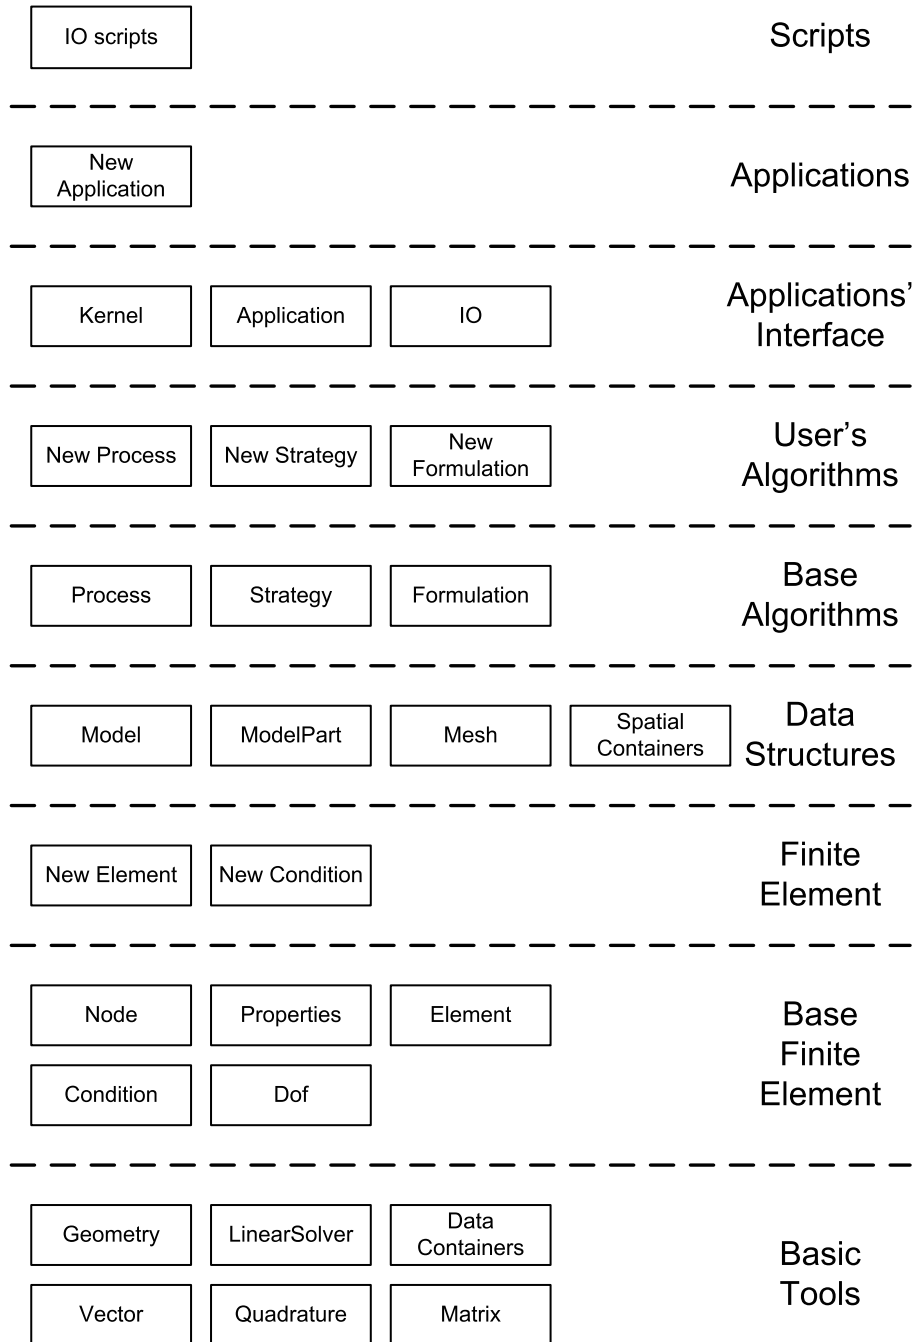 IO scripts
Scripts
New
Application
Applications
Kernel
Application
IO
Applications’
Interface
New Process
New Strategy
New
Formulation
User’s
Algorithms
Process
Strategy
Formulation
Base
Algorithms
Model
ModelPart
Mesh
Spatial
Containers
Data
Structures
New Element
New Condition
Finite
Element
Node
Properties
Element
Condition
Dof
Base
Finite
Element
Geometry
LinearSolver
Data
Containers
Vector
Quadrature
Matrix
Basic
Tools